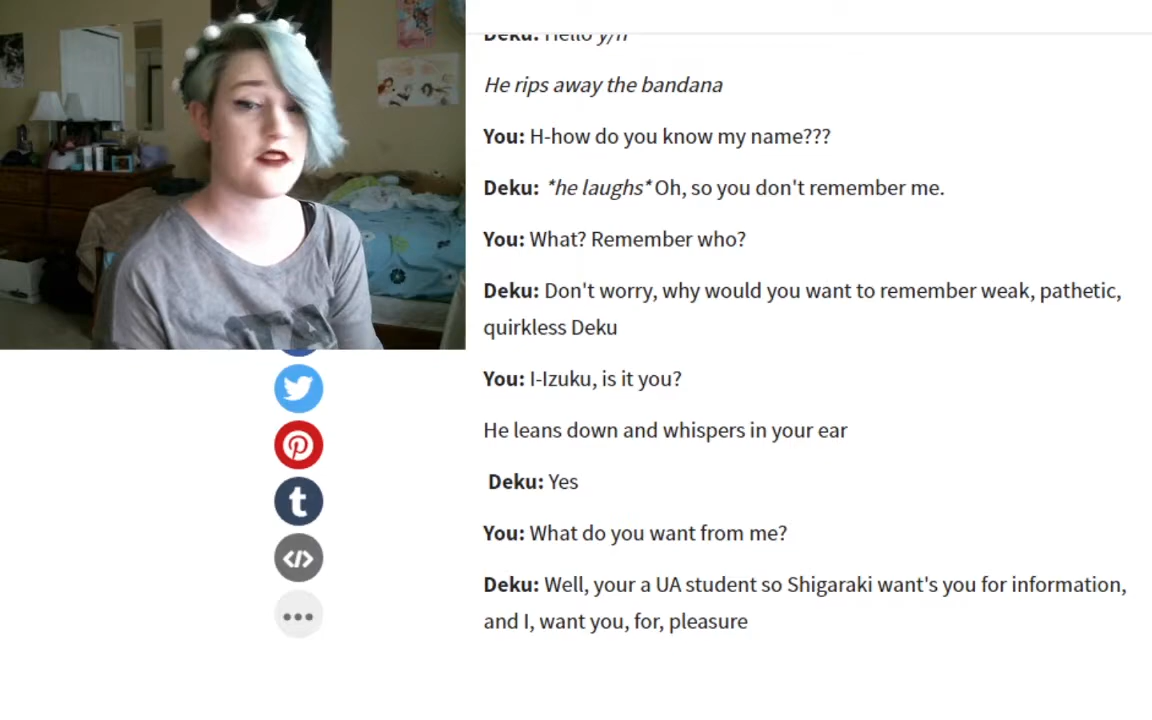 Deku: Hello y/n
He rips away the bandana
You: H-how do you know my name???
Deku: *he laughs* Oh, so you don't remember me.
You: What? Remember who?
Deku: Don't worry, why would you want to remember weak, pathetic,
quirkless Deku
You: I-Izuku, is it you?
He leans down and whispers in your ear
Deku: Yes
You: What do you want from me?
Deku: Well, your a UA student so Shigaraki want's you for information,
and I, want you, for, pleasure